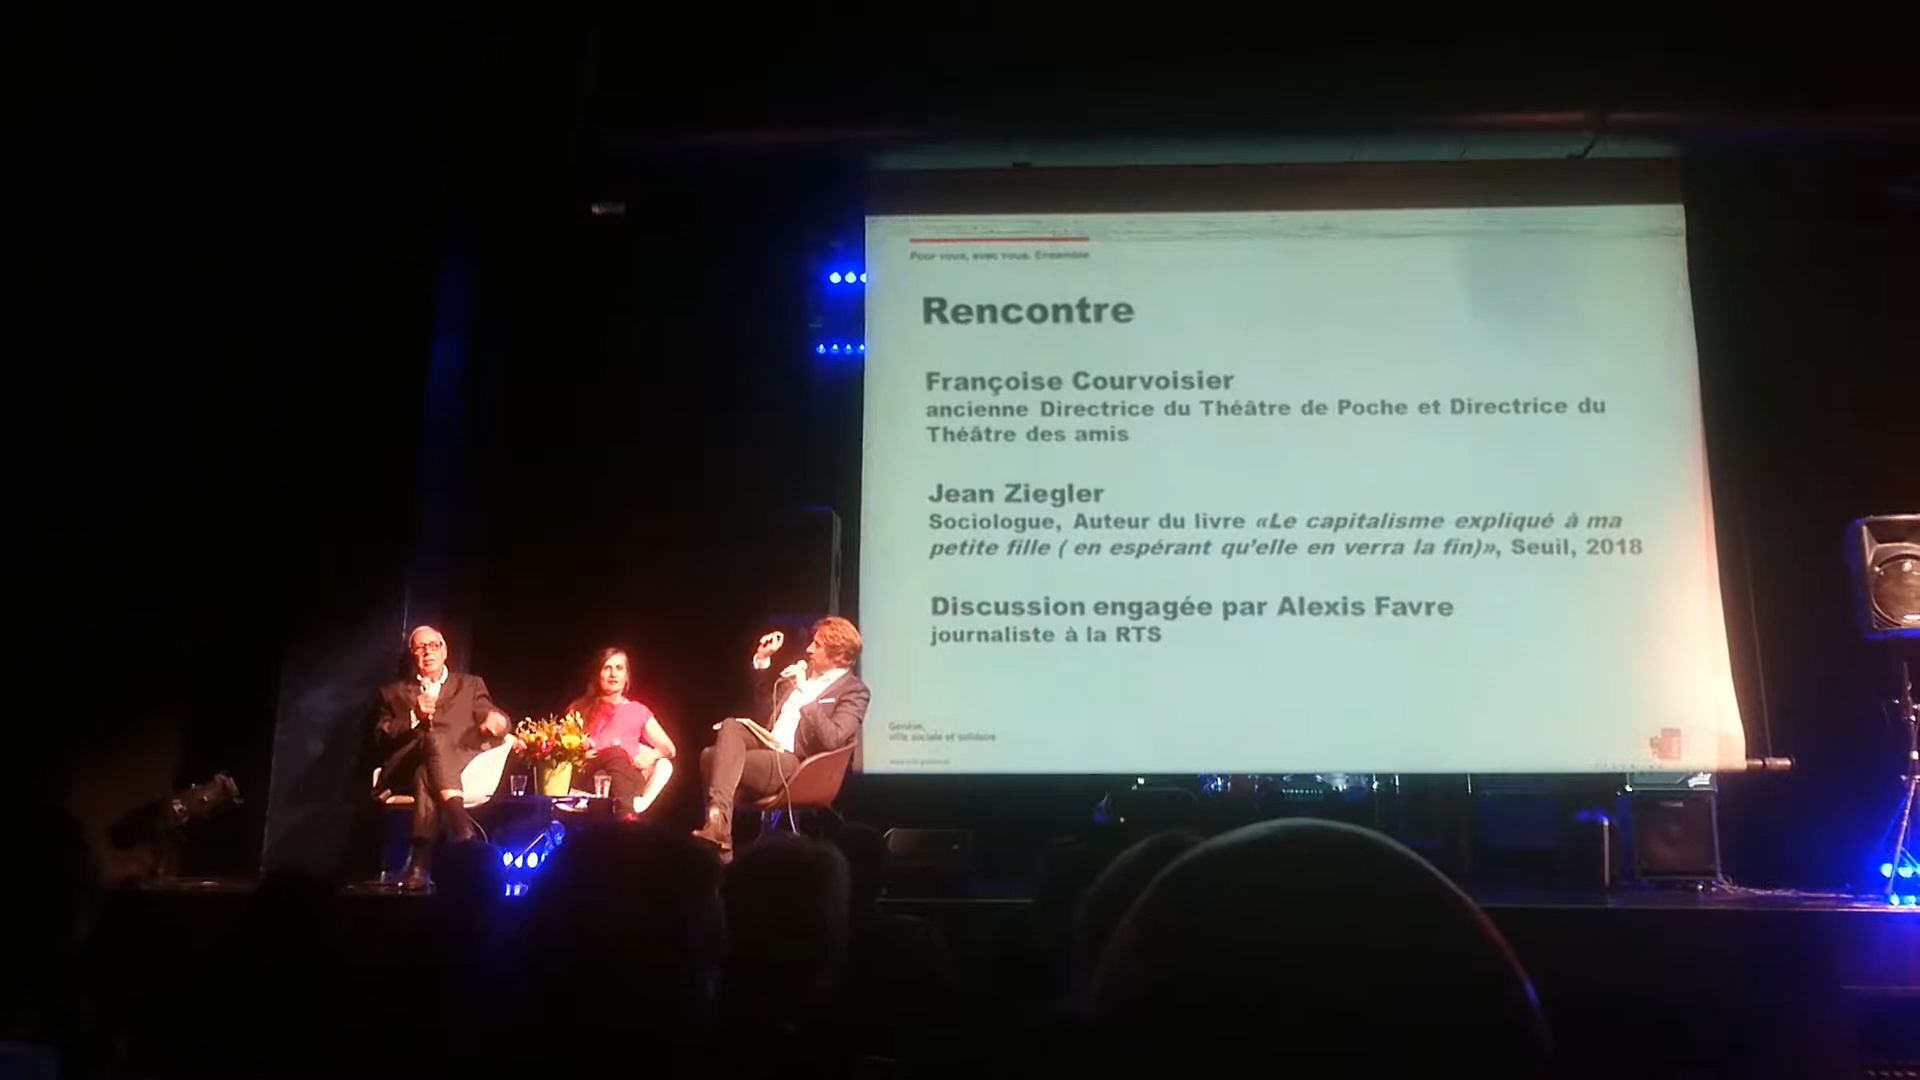 Pour vous, avec vous. Ensemble
Rencontre
Françoise Courvoisier
ancienne Directrice du Théâtre de Poche et Directrice du
Théâtre des amis
Jean Ziegler
Sociologue, Auteur du livre «Le capitalisme expliqué à ma
petite fille ( en espérant qu'elle en verra la fin)», Seuil, 2018
Discussion engagée par Alexis Favre
journaliste à la RTS
Genève,
ville sociale et solidaire